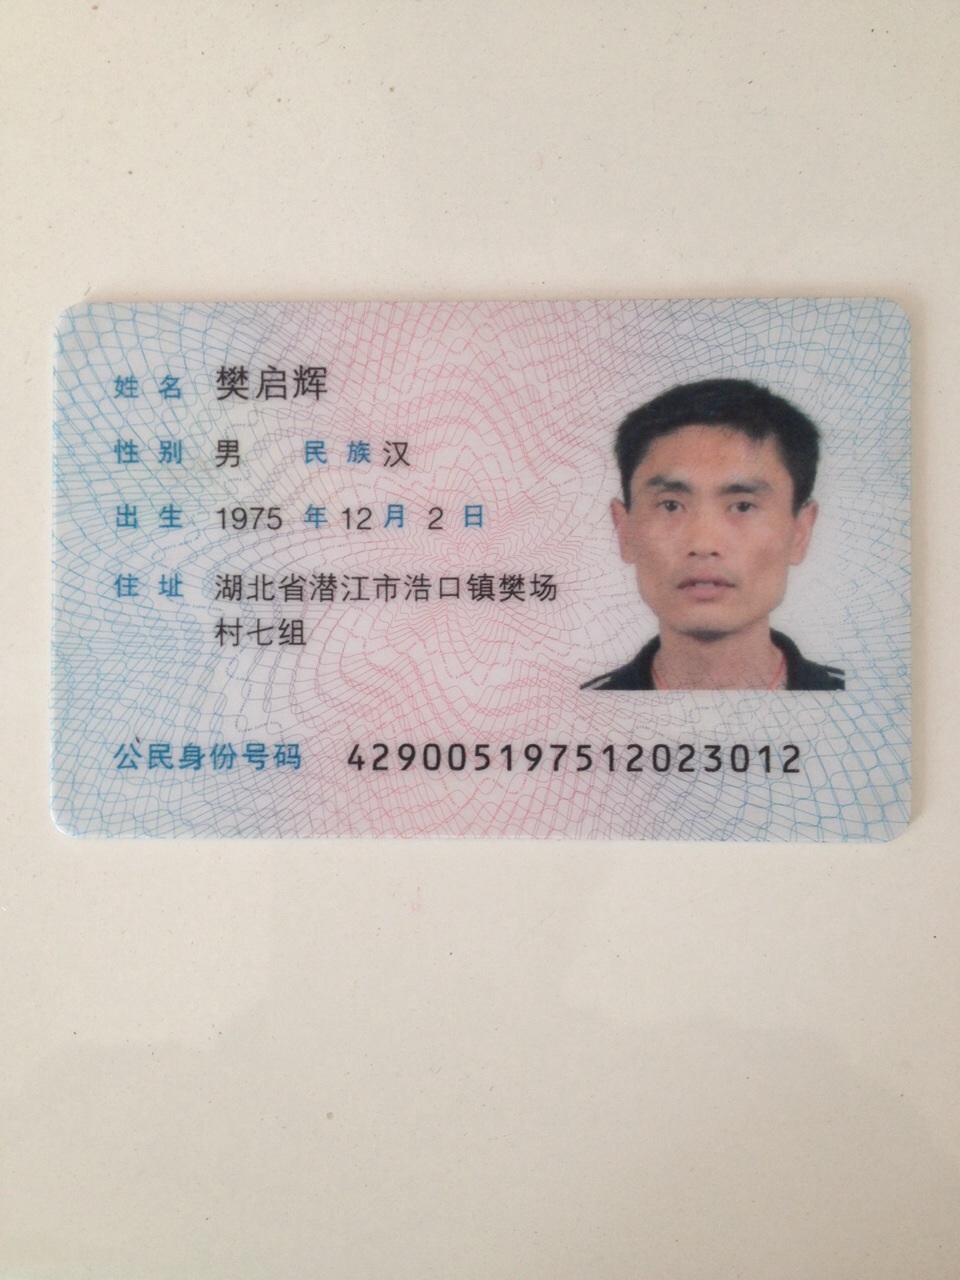 姓名 樊启辉
性别 男 民族 汉
出生 1975 年 12 月 2 日
住址 湖北省潜江市浩口镇樊场
村七组
公民身份号码 429005197512023012